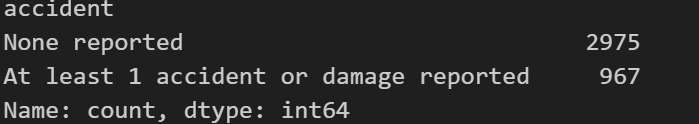 accident
None reported 2975
At least 1 accident or damage reported 967
Name: count, dtype: int64